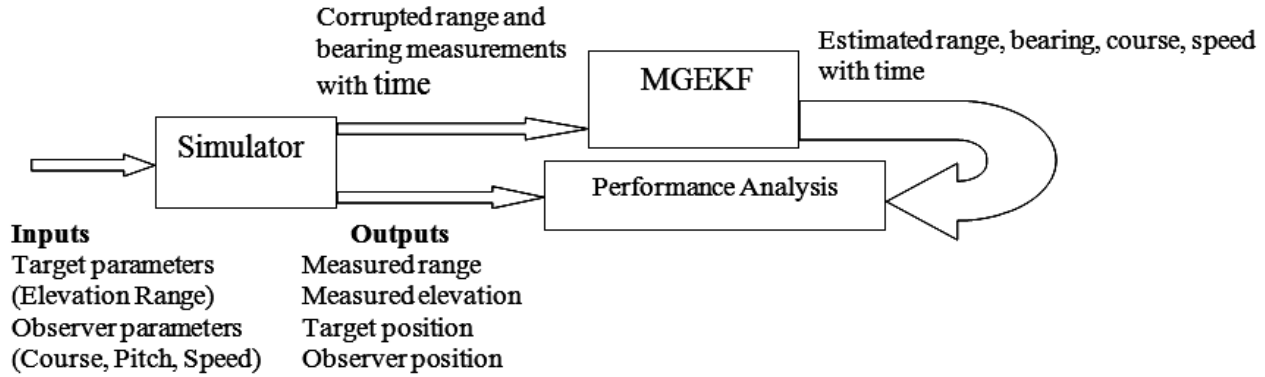 Corrupted range and
bearing measurements
with time
Estimated range, bearing, course, speed
with time
MGEKF
Simulator
Performance Analysis
Inputs
Target parameters
(Elevation Range)
Observer parameters
(Course, Pitch, Speed)
Outputs
Measured range
Measured elevation
Target position
Observer position